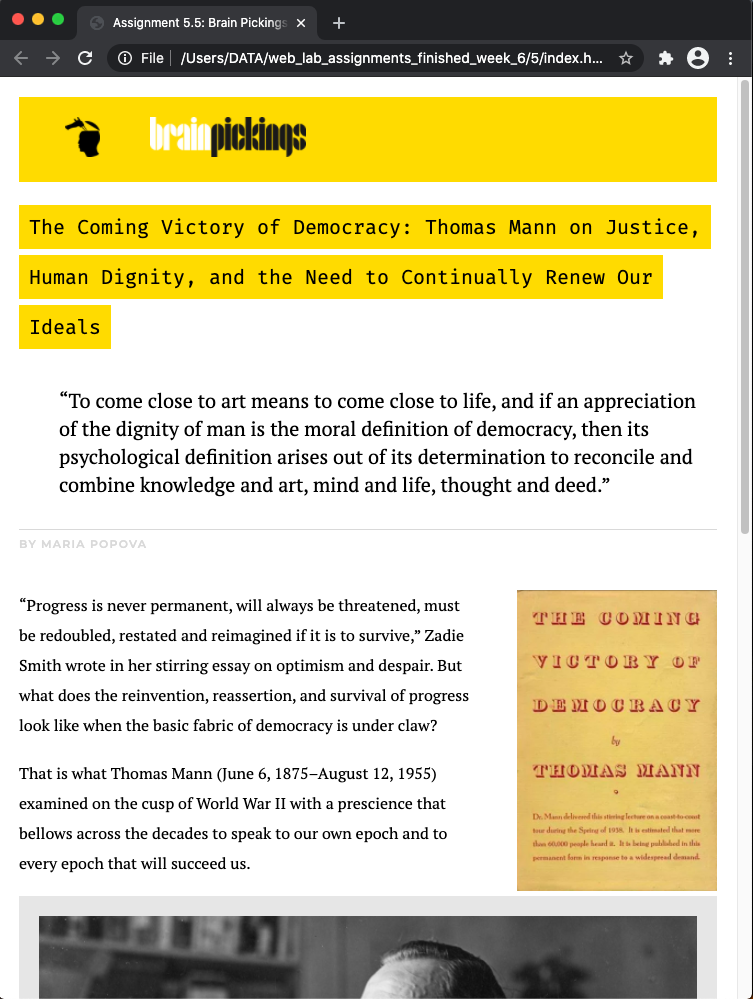 Assignment 5.5: Brain Pickings
File
/Users/DATA/web_lab_assignments_finished_week_6/5/index.h...
brainpickings
The Coming Victory of Democracy: Thomas Mann on Justice,
Human Dignity, and the Need to Continually Renew Our
Ideals
“To come close to art means to come close to life, and if an appreciation
of the dignity of man is the moral definition of democracy, then its
psychological definition arises out of its determination to reconcile and
combine knowledge and art, mind and life, thought and deed.”
BY MARIA POPOVA
“Progress is never permanent, will always be threatened, must
be redoubled, restated and reimagined if it is to survive,” Zadie
Smith wrote in her stirring essay on optimism and despair. But
what does the reinvention, reassertion, and survival of progress
look like when the basic fabric of democracy is under claw?
That is what Thomas Mann (June 6, 1875–August 12, 1955)
examined on the cusp of World War II with a prescience that
bellows across the decades to speak to our own epoch and to
every epoch that will succeed us.
THE COMING
VICTORY OF
DEMOCRACY
by
THOMAS MANN
Dr. Mann delivered this stirring lecture on a coast-to-coast
tour during the Spring of 1938. It is estimated that more
than 60,000 people heard it. It is being published in this
permanent form in response to a widespread demand.